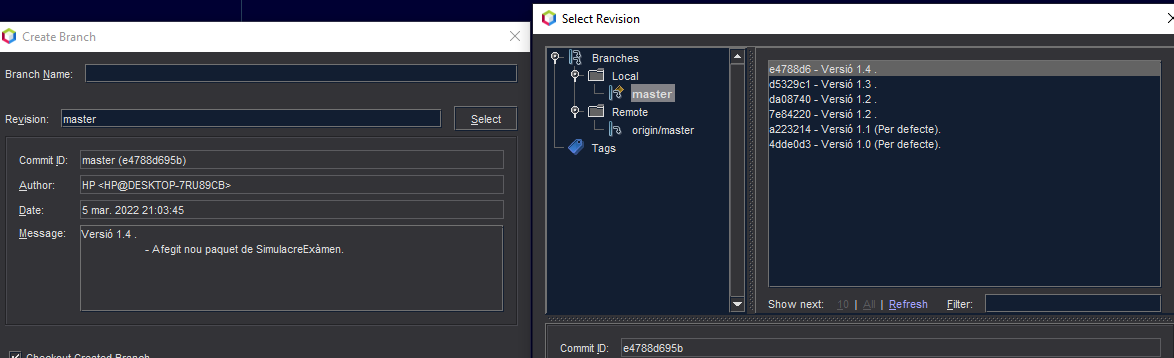 Create Branch
Branch Name:
Revision: master Select
Commit ID: master (e4788d695b)
Author: HP <HP@DESKTOP-7RU89CB>
Date: 5 mar. 2022 21:03:45
Message: Versió 1.4 .
- Afegit nou paquet de SimulacreExàmen.
Checkout Created Branch
Select Revision
Branches
Local
master
Remote
origin/master
Tags
e4788d6 - Versió 1.4 .
d5329c1 - Versió 1.3 .
da08740 - Versió 1.2 .
7e84220 - Versió 1.2 .
a223214 - Versió 1.1 (Per defecte).
4dde0d3 - Versió 1.0 (Per defecte).
Show next: 10 | All | Refresh Filter:
Commit ID: e4788d695b